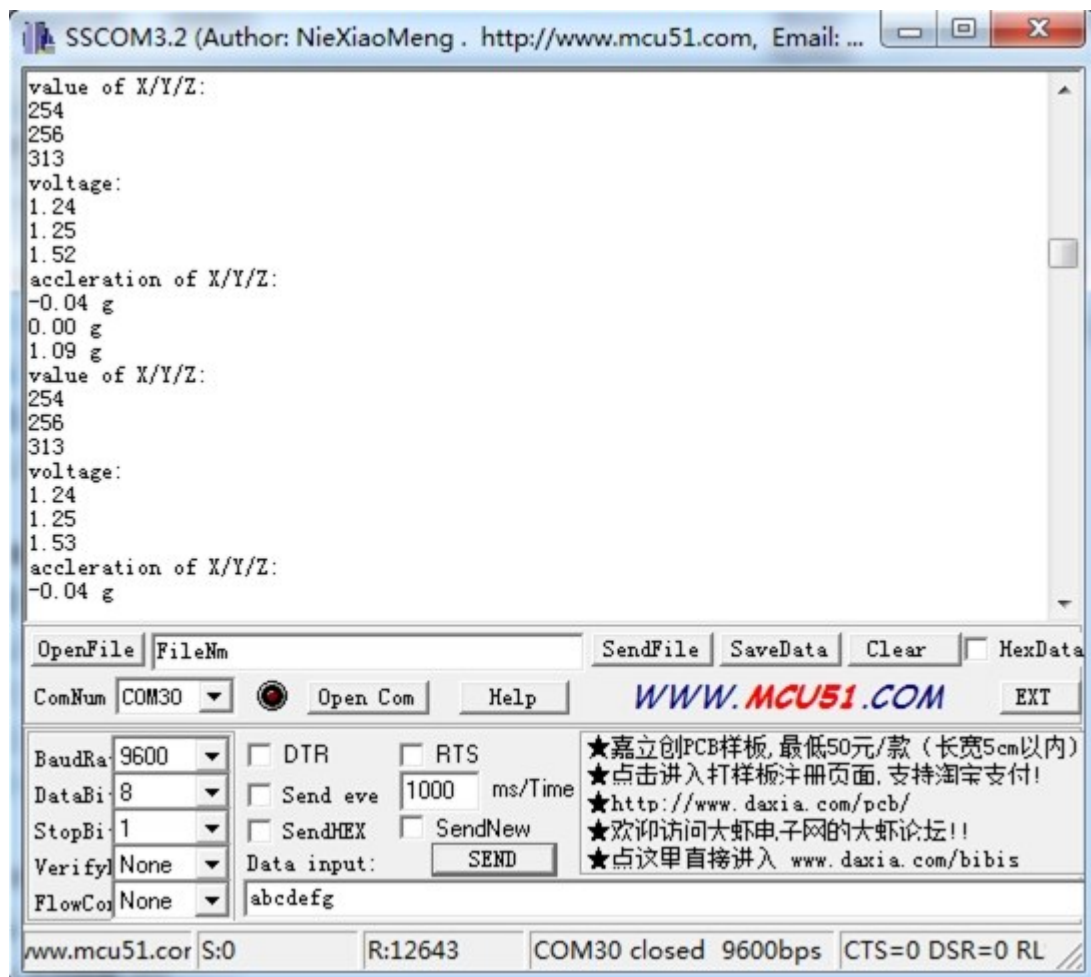 SSCOM3.2 (Author: NieXiaoMeng . http://www.mcu51.com, Email: ...
value of X/Y/Z:
254
256
313
voltage:
1.24
1.25
1.52
accleration of X/Y/Z:
-0.04 g
0.00 g
1.09 g
value of X/Y/Z:
254
256
313
voltage:
1.24
1.25
1.53
accleration of X/Y/Z:
-0.04 g
OpenFile FileNm SendFile SaveData Clear HexData
ComNum COM30 Open Com Help WWW.MCU51.COM EXT
BaudRa 9600 DTR RTS
DataBi 8 Send eve 1000 ms/Time
StopBi 1 SendHEX SendNew
Verify None Data input: SEND
FlowCo None abcdefg
★嘉立创PCB样板,最低50元/款（长宽5cm以内）
★点击进入打样板注册页面,支持淘宝支付!
★http://www.daxia.com/pcb/
★欢迎访问大虾电子网的大虾论坛!!
★点这里直接进入 www.daxia.com/bibis
www.mcu51.cor S:0 R:12643 COM30 closed 9600bps CTS=0 DSR=0 RL